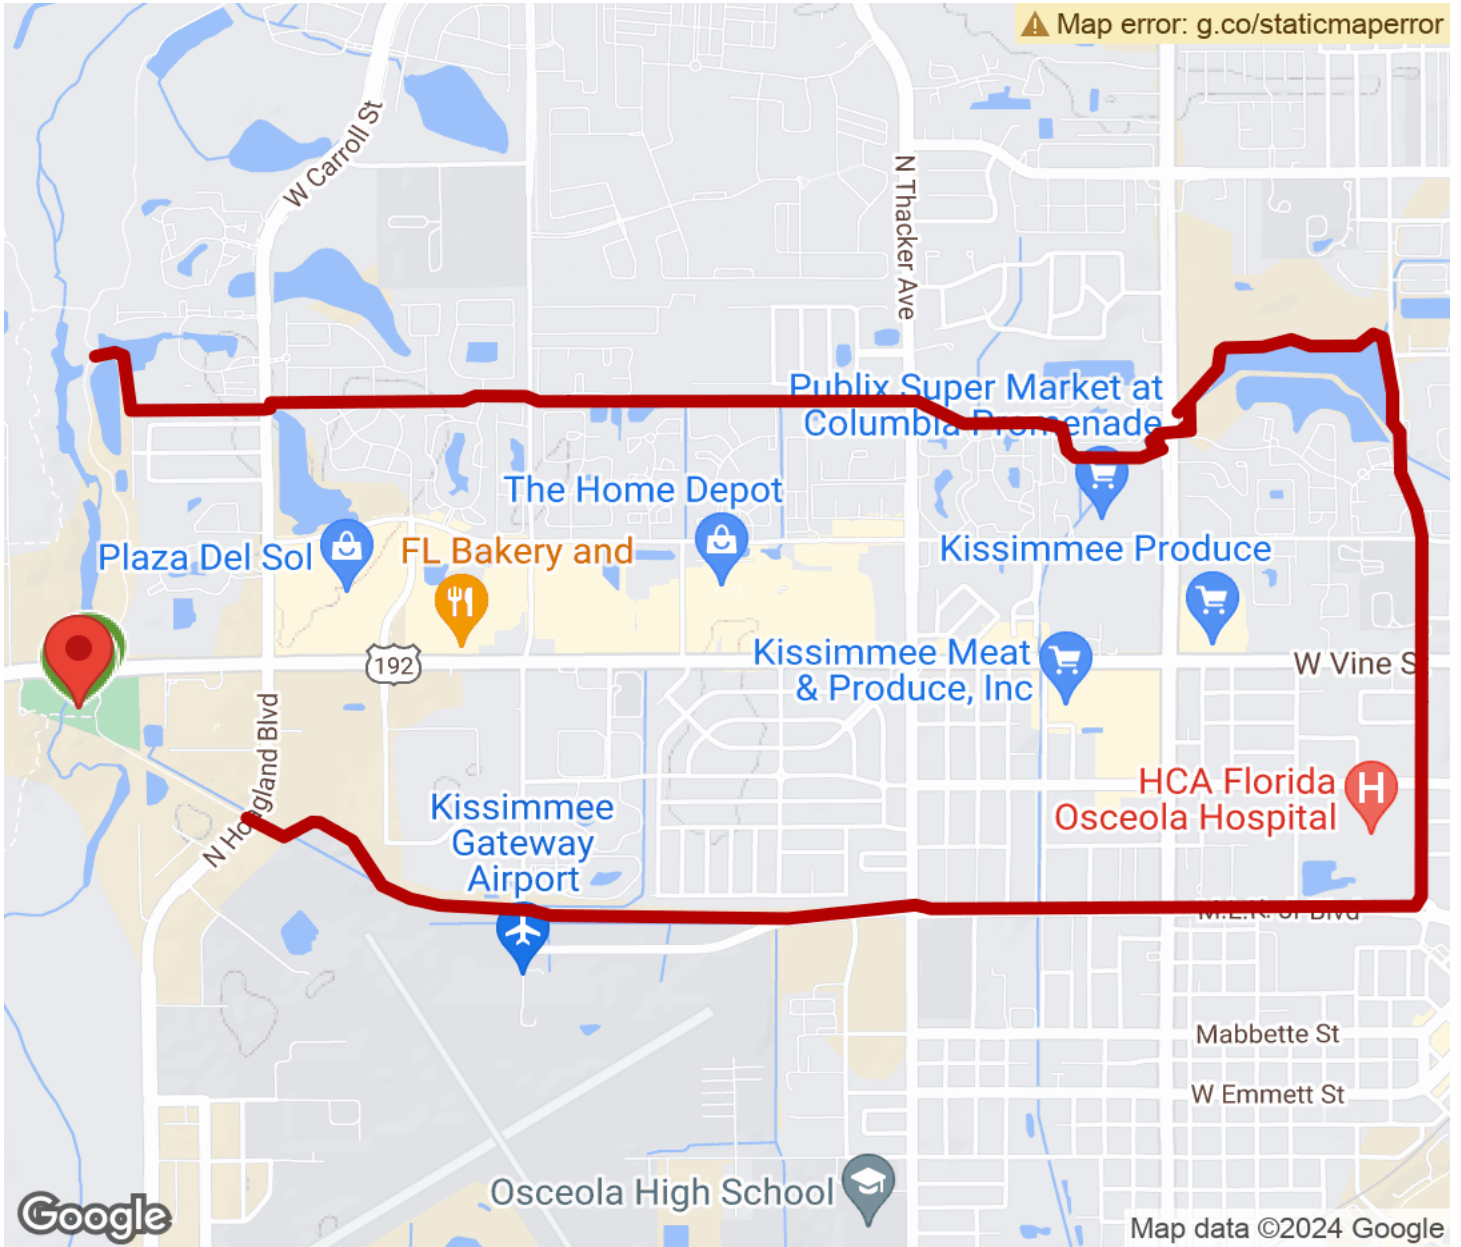 Map error: g.co/staticmaperror
W Carroll St
N Thacker Ave
Publix Super Market at
Columbia Promenade
The Home Depot
Plaza Del Sol
FL Bakery and
Kissimmee Produce
192
Kissimmee Meat
& Produce, Inc
W Vine S
N Hoagland Blvd
HCA Florida
Osceola Hospital
H
Kissimmee
Gateway
Airport
M.L.K. Jr Blvd
Mabbette St
W Emmett St
Osceola High School
Google
Map data ©2024 Google